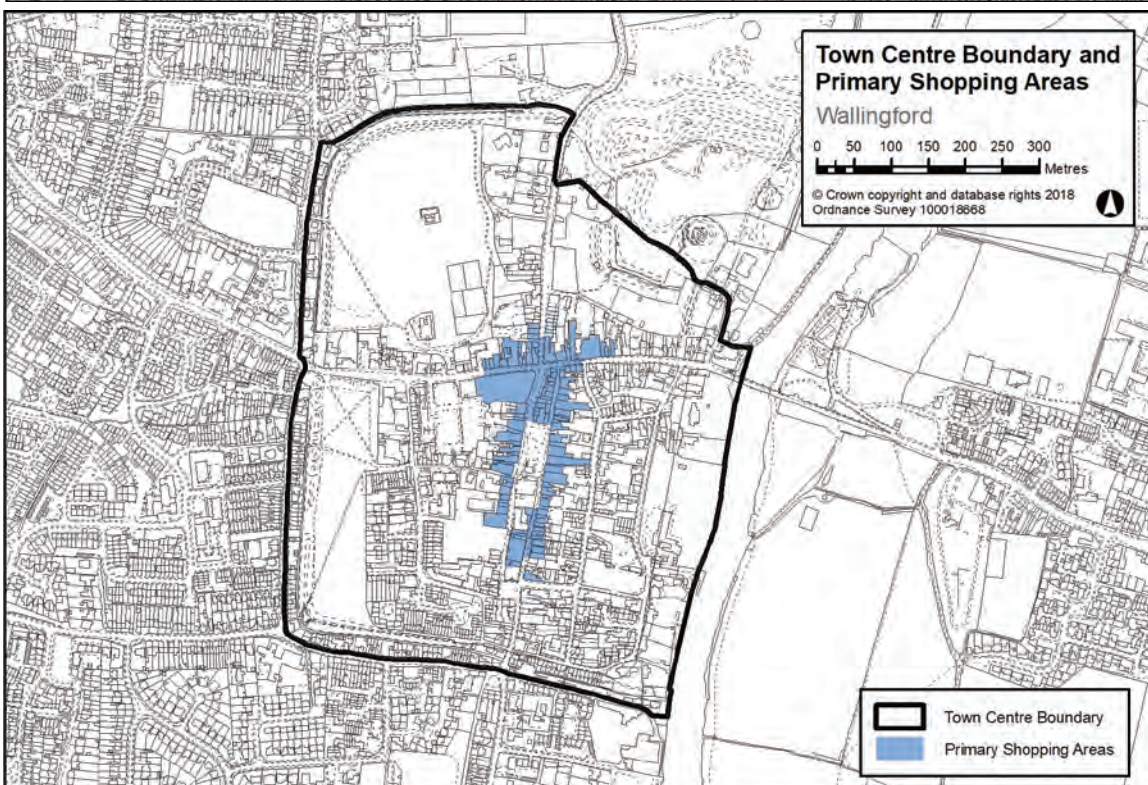 Town Centre Boundary and
Primary Shopping Areas
Wallingford
0 50 100 150 200 250 300
Metres
© Crown copyright and database rights 2018
Ordnance Survey 100018668
Town Centre Boundary
Primary Shopping Areas